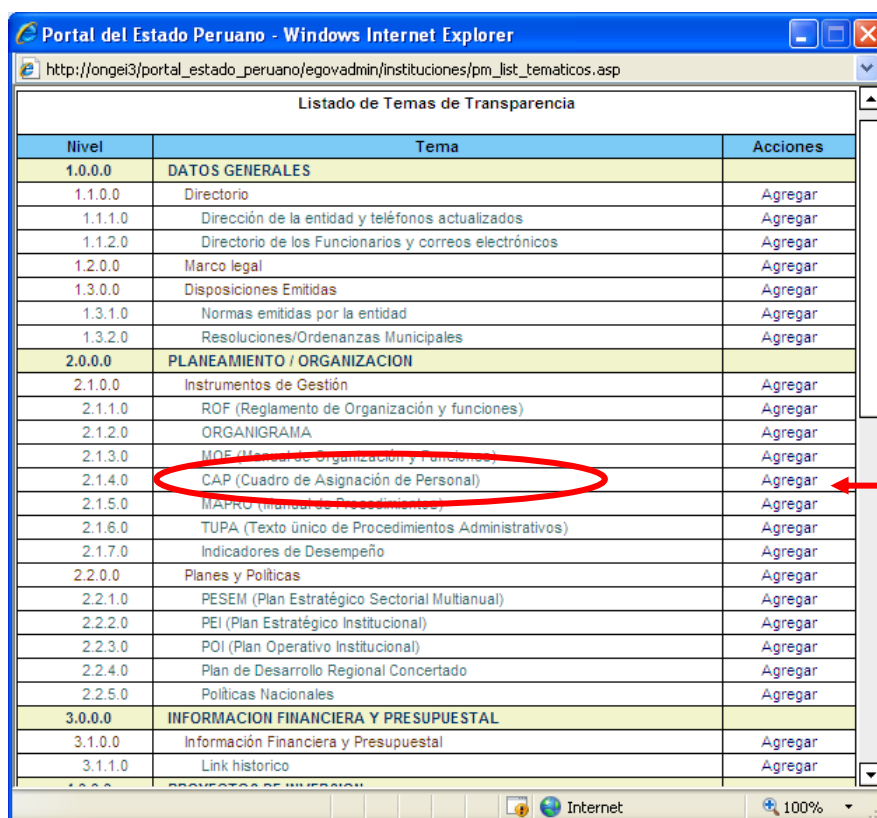 Portal del Estado Peruano - Windows Internet Explorer
http://ongei3/portal_estado_peruano/egovadmin/instituciones/pm_list_tematicos.asp
Listado de Temas de Transparencia
Nivel Tema Acciones
1.0.0.0 DATOS GENERALES
1.1.0.0 Directorio Agregar
1.1.1.0 Dirección de la entidad y teléfonos actualizados Agregar
1.1.2.0 Directorio de los Funcionarios y correos electrónicos Agregar
1.2.0.0 Marco legal Agregar
1.3.0.0 Disposiciones Emitidas Agregar
1.3.1.0 Normas emitidas por la entidad Agregar
1.3.2.0 Resoluciones/Ordenanzas Municipales Agregar
2.0.0.0 PLANEAMIENTO / ORGANIZACION
2.1.0.0 Instrumentos de Gestión Agregar
2.1.1.0 ROF (Reglamento de Organización y funciones) Agregar
2.1.2.0 ORGANIGRAMA Agregar
2.1.3.0 MOF (Manual de Organización y Funciones) Agregar
2.1.4.0 CAP (Cuadro de Asignación de Personal) Agregar
2.1.5.0 MAPRO (Manual de Procedimientos) Agregar
2.1.6.0 TUPA (Texto único de Procedimientos Administrativos) Agregar
2.1.7.0 Indicadores de Desempeño Agregar
2.2.0.0 Planes y Políticas Agregar
2.2.1.0 PESEM (Plan Estratégico Sectorial Multianual) Agregar
2.2.2.0 PEI (Plan Estratégico Institucional) Agregar
2.2.3.0 POI (Plan Operativo Institucional) Agregar
2.2.4.0 Plan de Desarrollo Regional Concertado Agregar
2.2.5.0 Políticas Nacionales Agregar
3.0.0.0 INFORMACION FINANCIERA Y PRESUPUESTAL
3.1.0.0 Información Financiera y Presupuestal Agregar
3.1.1.0 Link historico Agregar
4.0.0.0 PROYECTOS DE INVERSION
Internet 100%